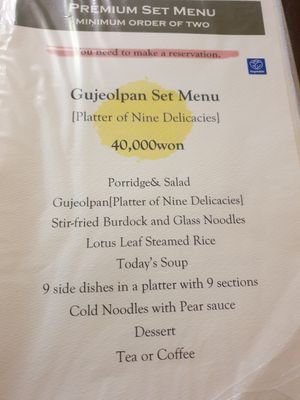 PREMIUM SET MENU
MINIMUM ORDER OF TWO
You need to make a reservation.
Gujeolpan Set Menu
[Platter of Nine Delicacies]
40,000won
Porridge& Salad
Gujeolpan[Platter of Nine Delicacies]
Stir-fried Burdock and Glass Noodles
Lotus Leaf Steamed Rice
Today's Soup
9 side dishes in a platter with 9 sections
Cold Noodles with Pear sauce
Dessert
Tea or Coffee